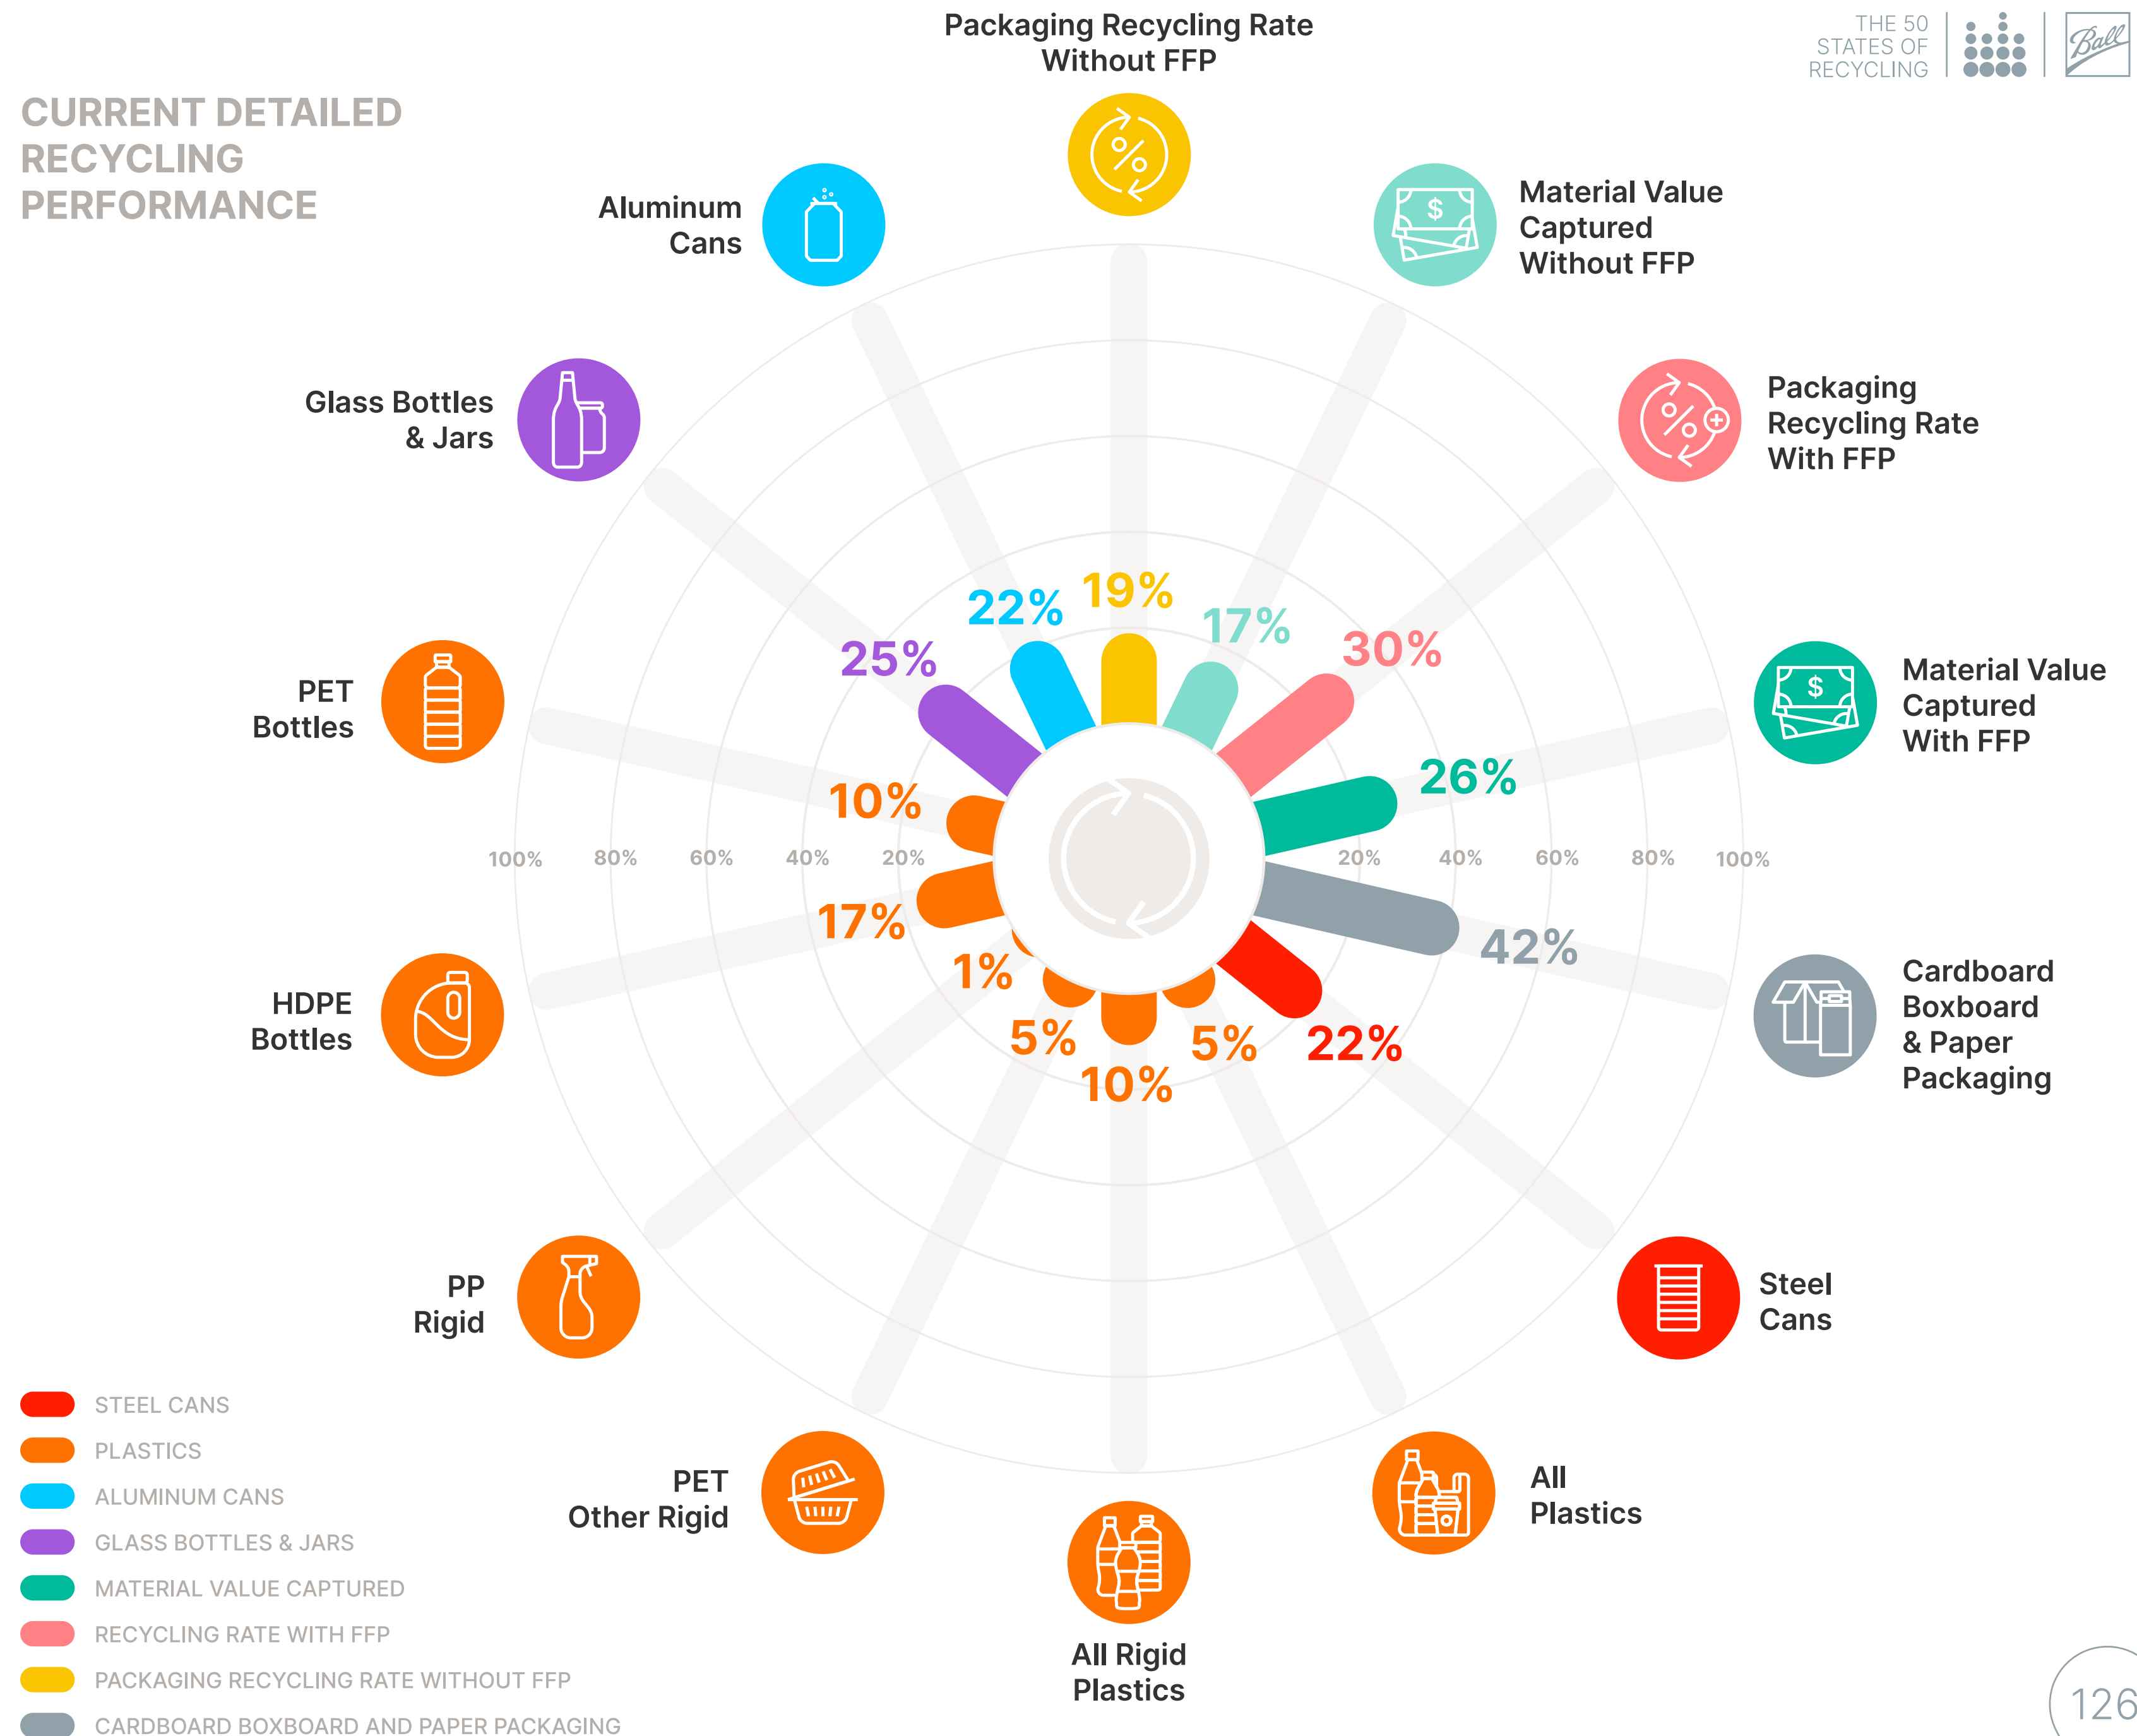 Packaging Recycling Rate
Without FFP
THE 50
STATES OF
RECYCLING
Ball
CURRENT DETAILED
RECYCLING
PERFORMANCE
Aluminum
Cans
Material Value
Captured
Without FFP
Glass Bottles
& Jars
Packaging
Recycling Rate
With FFP
PET
Bottles
Material Value
Captured
With FFP
19%
22%
17%
25%
30%
26%
10%
100% 80% 60% 40% 20% 20% 40% 60% 80% 100%
17%
42%
1%
5%
10%
5%
22%
HDPE
Bottles
Cardboard
Boxboard
& Paper
Packaging
PP
Rigid
Steel
Cans
PET
Other Rigid
All
Plastics
All Rigid
Plastics
STEEL CANS
PLASTICS
ALUMINUM CANS
GLASS BOTTLES & JARS
MATERIAL VALUE CAPTURED
RECYCLING RATE WITH FFP
PACKAGING RECYCLING RATE WITHOUT FFP
CARDBOARD BOXBOARD AND PAPER PACKAGING
126